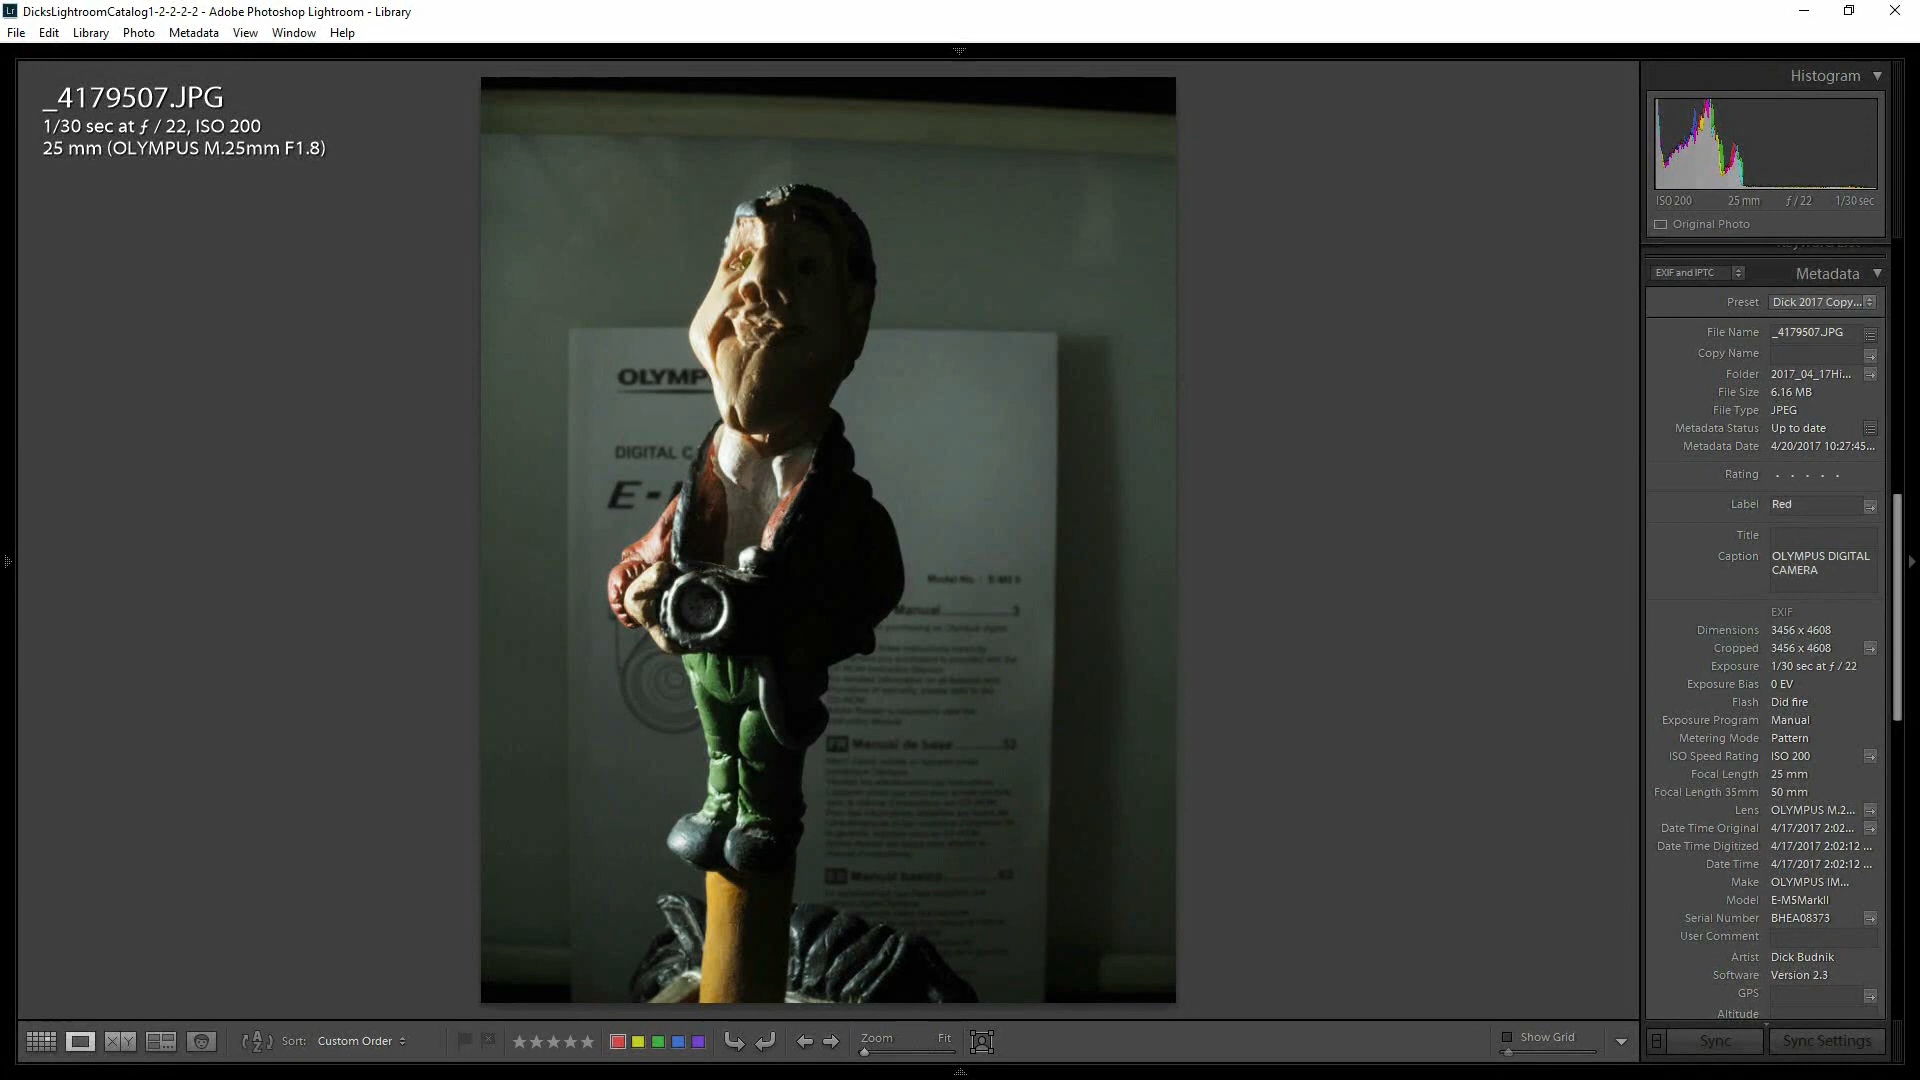 DicksLightroomCatalog1-2-2-2-2 - Adobe Photoshop Lightroom - Library
File Edit Library Photo Metadata View Window Help
_4179507.JPG
1/30 sec at ƒ / 22, ISO 200
25 mm (OLYMPUS M.25mm F1.8)
OLYMP
DIGITAL C
E-
Manual
Manual de base 32
Histogram
ISO 200 25 mm ƒ / 22 1/30 sec
Original Photo
EXIF and IPTC Metadata
Preset Dick 2017 Copy...
File Name _4179507.JPG
Copy Name
Folder 2017_04_17Hi...
File Size 6.16 MB
File Type JPEG
Metadata Status Up to date
Metadata Date 4/20/2017 10:27:45...
Rating
Label Red
Title
Caption OLYMPUS DIGITAL
CAMERA
EXIF
Dimensions 3456 x 4608
Cropped 3456 x 4608
Exposure 1/30 sec at ƒ / 22
Exposure Bias 0 EV
Flash Did fire
Exposure Program Manual
Metering Mode Pattern
ISO Speed Rating ISO 200
Focal Length 25 mm
Focal Length 35mm 50 mm
Lens OLYMPUS M.2...
Date Time Original 4/17/2017 2:02...
Date Time Digitized 4/17/2017 2:02:12 ...
Date Time 4/17/2017 2:02:12 ...
Make OLYMPUS IM...
Model E-M5MarkII
Serial Number BHEA08373
User Comment
Artist Dick Budnik
Software Version 2.3
GPS
Altitude
Sort: Custom Order
Zoom Fit
Show Grid
Sync Sync Settings